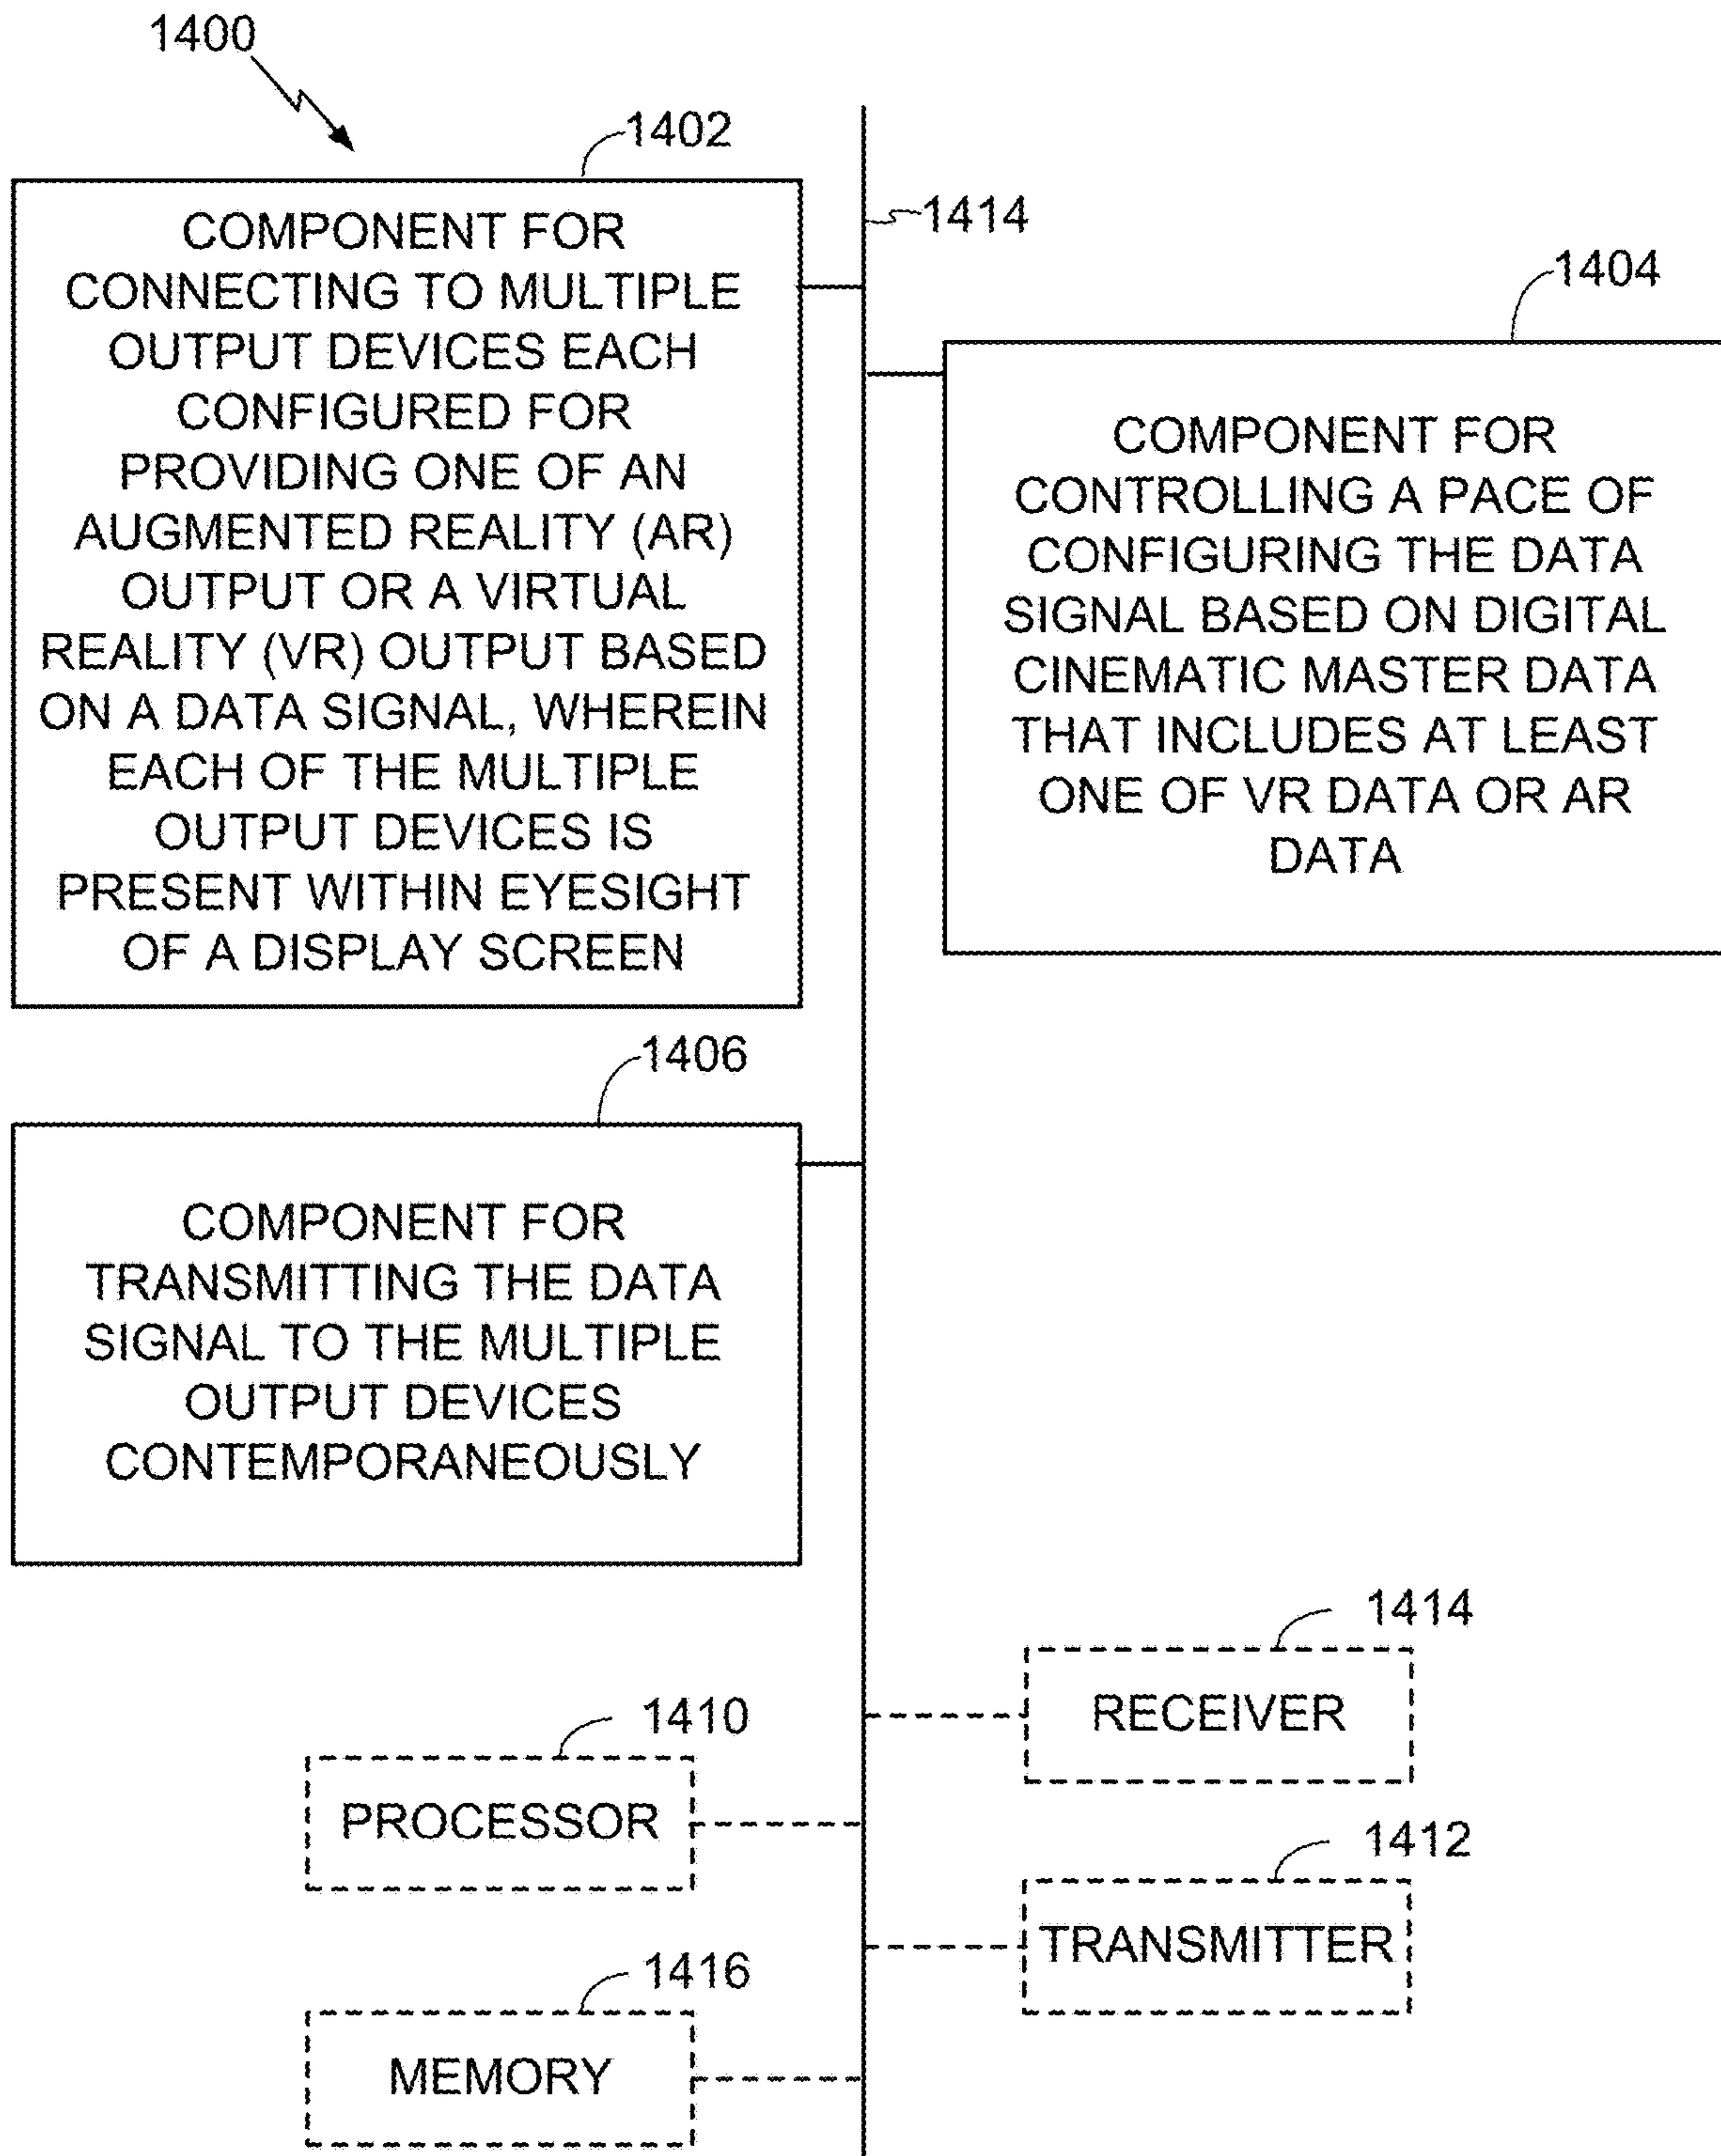 1400
1402
COMPONENT FOR
CONNECTING TO MULTIPLE
OUTPUT DEVICES EACH
CONFIGURED FOR
PROVIDING ONE OF AN
AUGMENTED REALITY (AR)
OUTPUT OR A VIRTUAL
REALITY (VR) OUTPUT BASED
ON A DATA SIGNAL, WHEREIN
EACH OF THE MULTIPLE
OUTPUT DEVICES IS
PRESENT WITHIN EYESIGHT
OF A DISPLAY SCREEN
1414
1404
COMPONENT FOR
CONTROLLING A PACE OF
CONFIGURING THE DATA
SIGNAL BASED ON DIGITAL
CINEMATIC MASTER DATA
THAT INCLUDES AT LEAST
ONE OF VR DATA OR AR
DATA
1406
COMPONENT FOR
TRANSMITTING THE DATA
SIGNAL TO THE MULTIPLE
OUTPUT DEVICES
CONTEMPORANEOUSLY
1414
RECEIVER
1410
PROCESSOR
1412
TRANSMITTER
1416
MEMORY